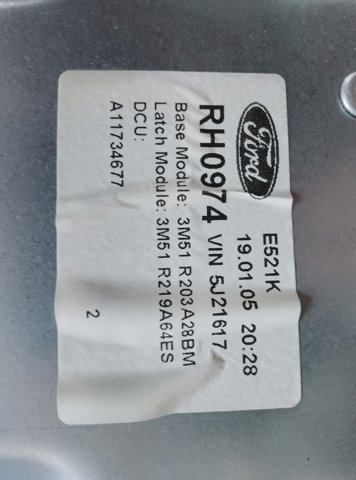 Ford
E521K
19.01.05 20:28
RH0974 VIN 5J21617
Base Module: 3M51 R203A28BM
Latch Module: 3M51 R219A64ES
DCU:
A11734677
2